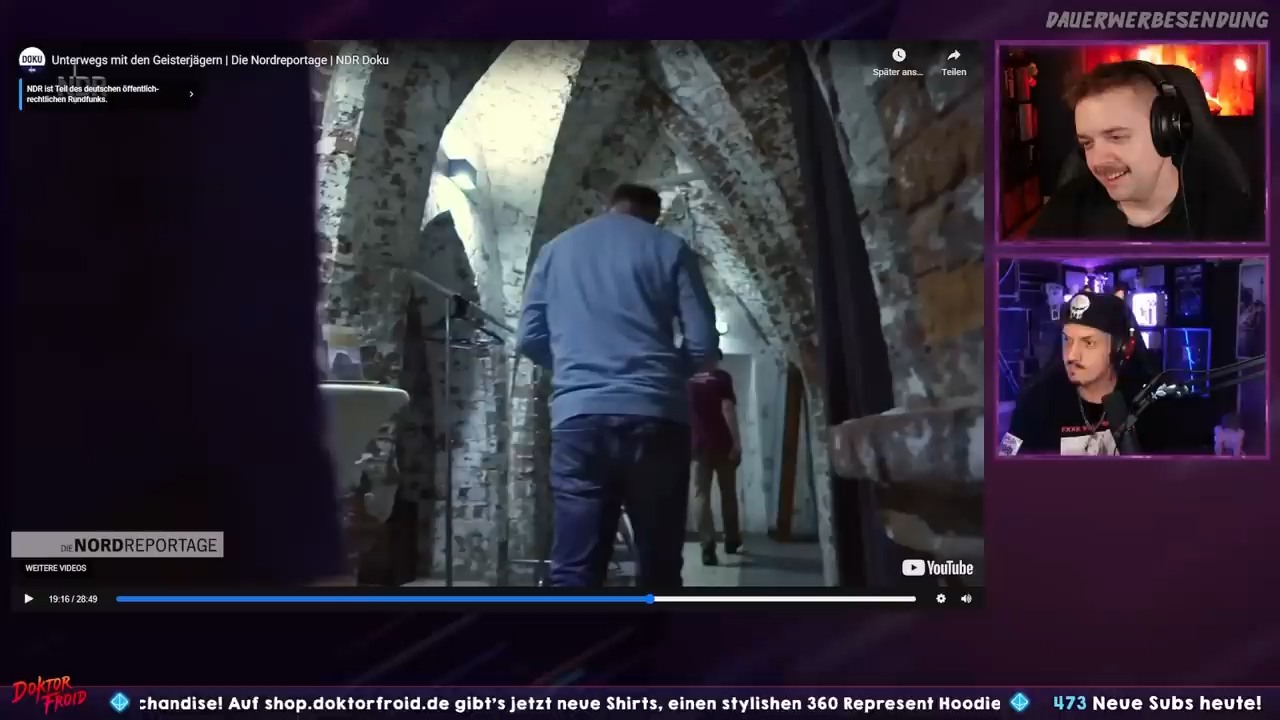 DAUERWERBESENDUNG
DOKU
Unterwegs mit den Geisterjägern | Die Nordreportage | NDR Doku
Später ans...
Teilen
NDR
NDR ist Teil des deutschen öffentlich-
rechtlichen Rundfunks.
DIE NORDREPORTAGE
WEITERE VIDEOS
YouTube
19:16 / 28:49
DOKTOR
FROID
chandise! Auf shop.doktorfroid.de gibt's jetzt neue Shirts, einen stylishen 360 Represent Hoodie
473 Neue Subs heute!